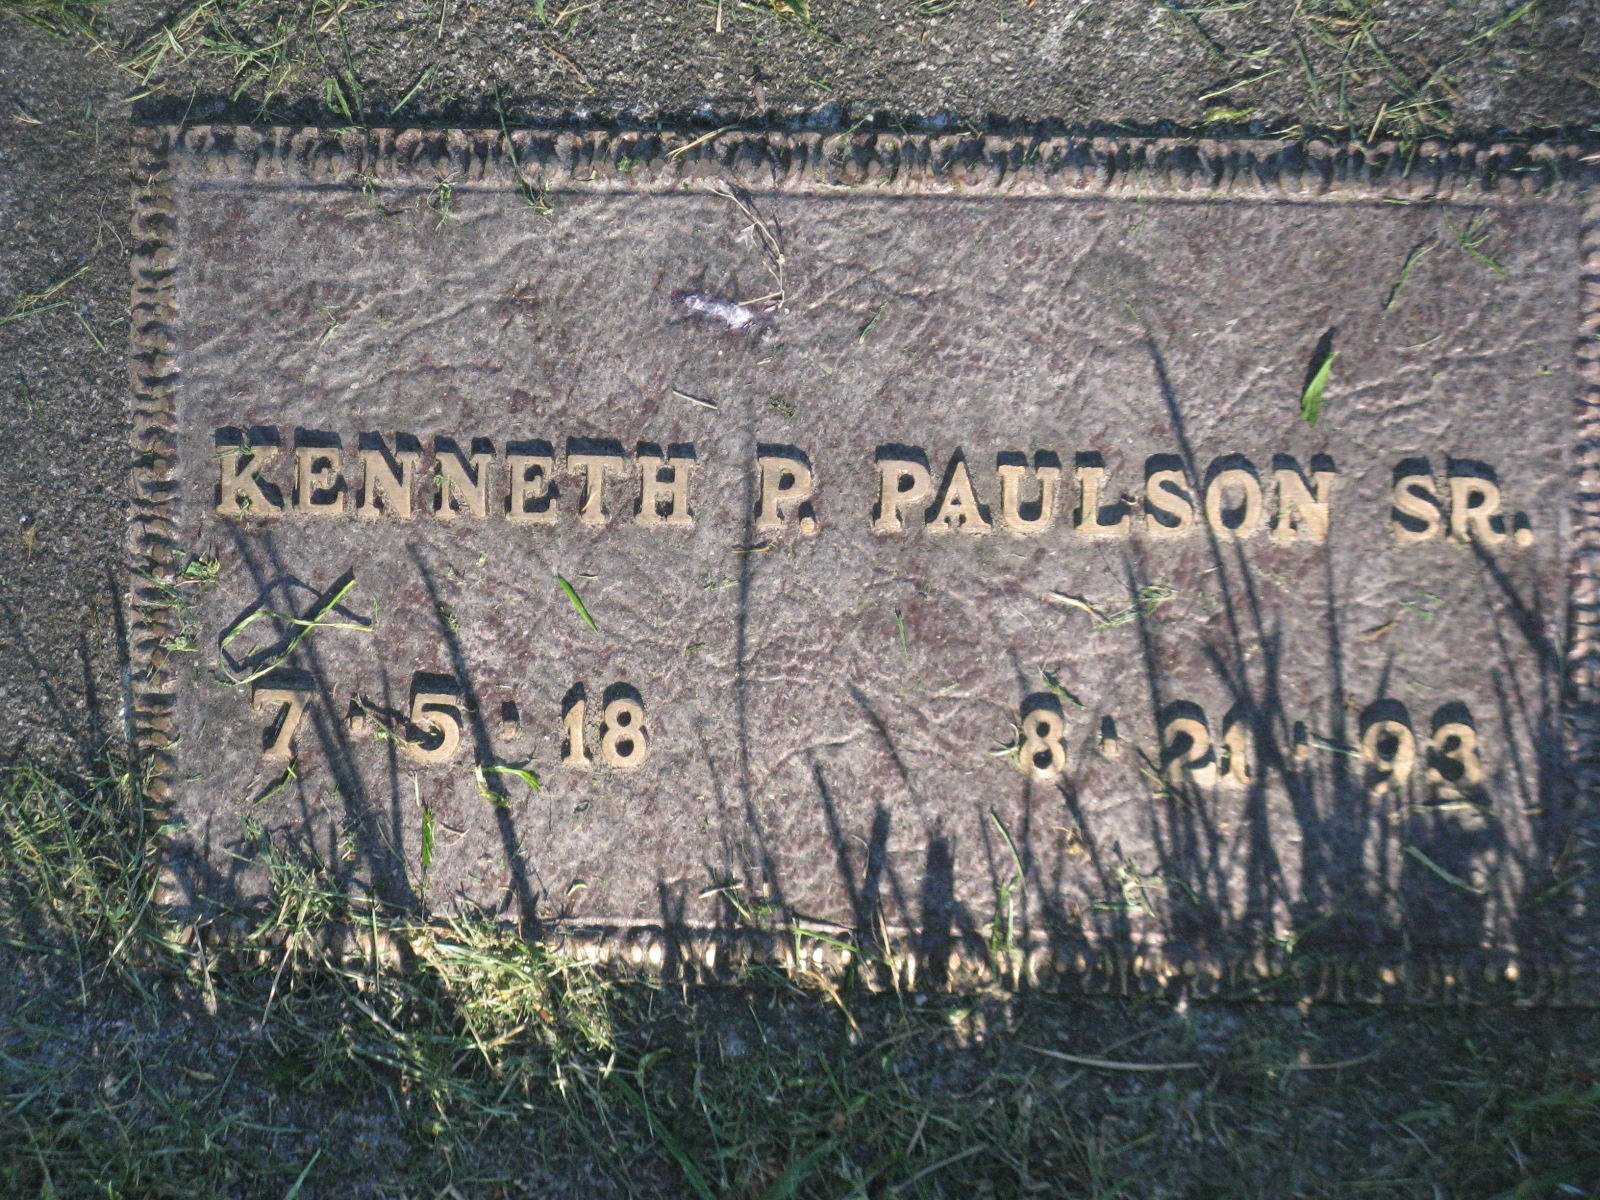 KENNETH P. PAULSON SR.
7·5·18 8·21·93